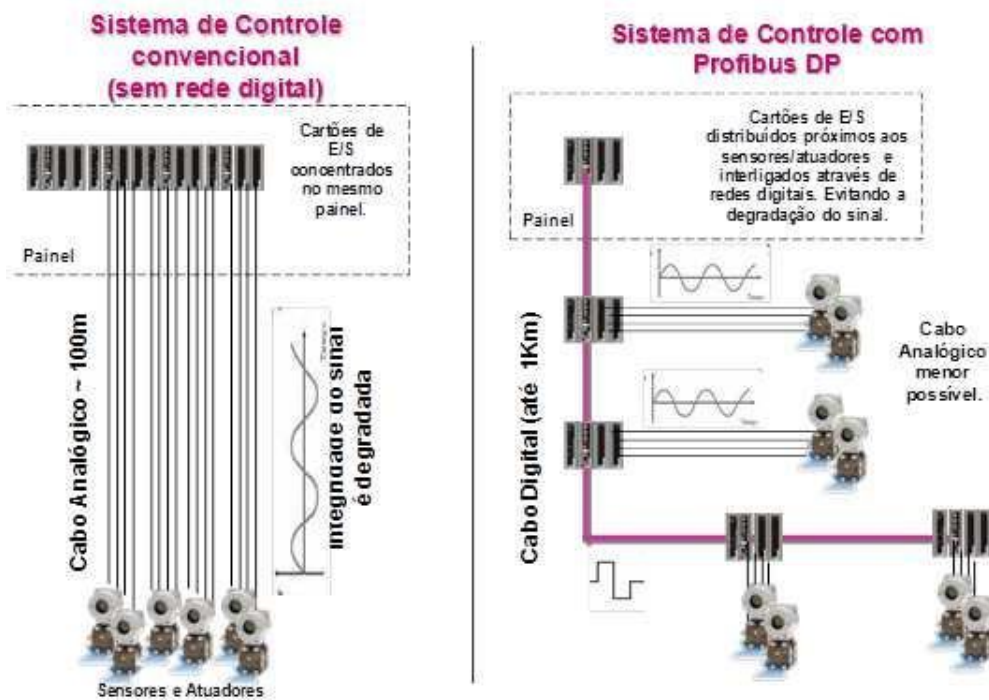 Sistema de Controle
convencional
(sem rede digital)
Cartões de
E/S
concentrados
no mesmo
painel.
Painel
Cabo Analógico ~ 100m
Integridade do sinal
é degradada
Sensores e Atuadores
Sistema de Controle com
Profibus DP
Cartões de E/S
distribuídos próximos aos
sensores/atuadores e
interligados através de
redes digitais. Evitando a
degradação do sinal.
Painel
Cabo Digital (até 1Km)
Cabo
Analógico
menor
possível.